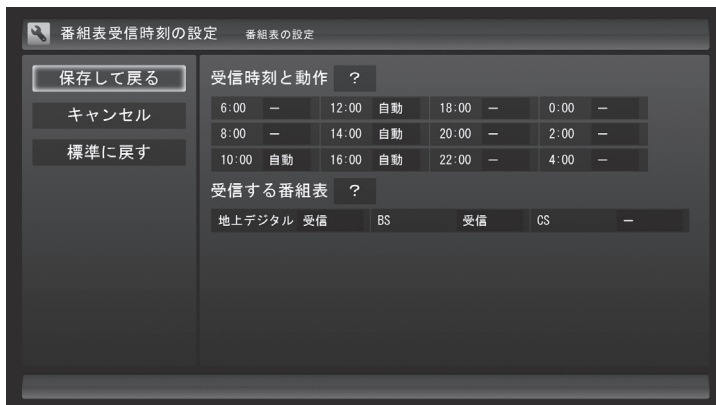 番組表受信時刻の設定 番組表の設定
保存して戻る
キャンセル
標準に戻す
受信時刻と動作 ?
6:00 ー 12:00 自動 18:00 ー 0:00 ー
8:00 ー 14:00 自動 20:00 ー 2:00 ー
10:00 自動 16:00 自動 22:00 ー 4:00 ー
受信する番組表 ?
地上デジタル 受信 BS 受信 CS ー